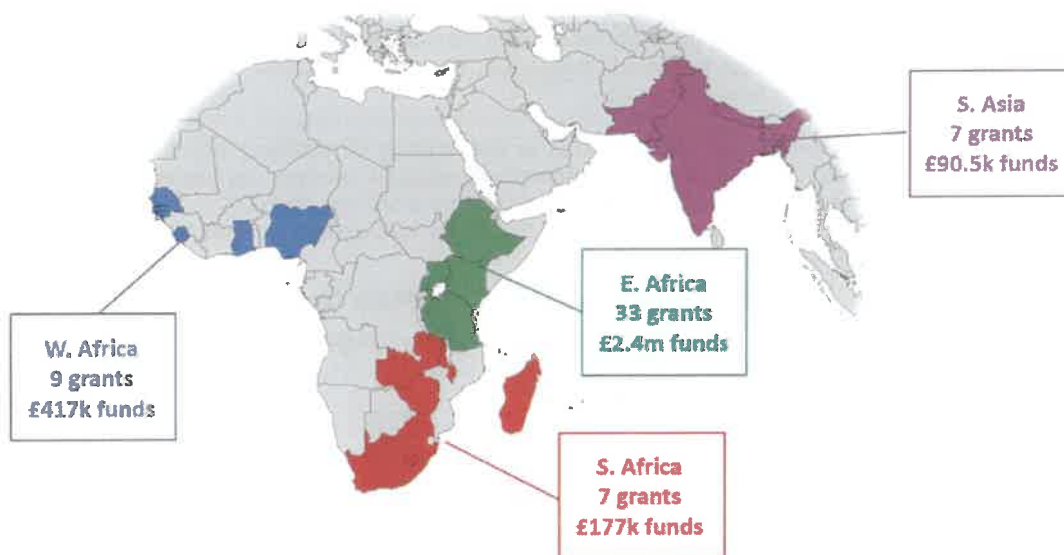 S. Asia
7 grants
£90.5k funds
E. Africa
33 grants
£2.4m funds
W. Africa
9 grants
£417k funds
S. Africa
7 grants
£177k funds